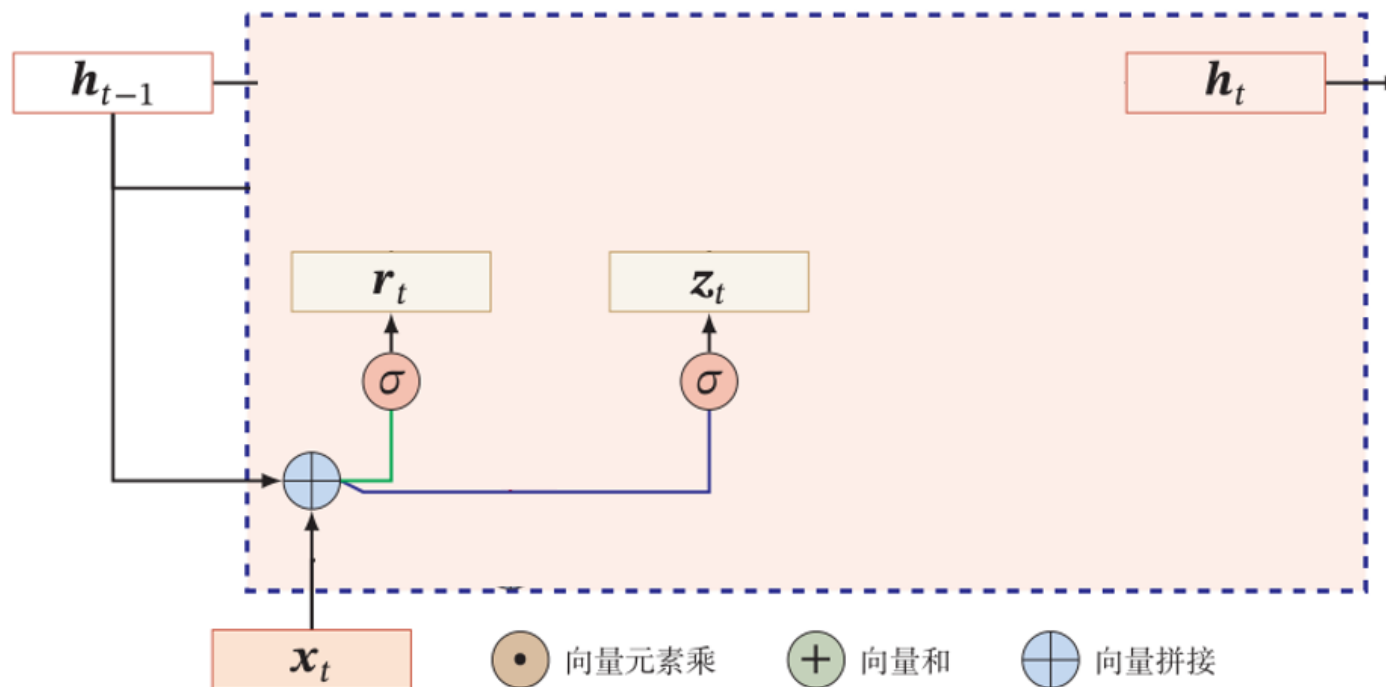 h_{t-1}
h_t
r_t
z_t
σ
σ
x_t
向量元素乘
+ 向量和
向量拼接